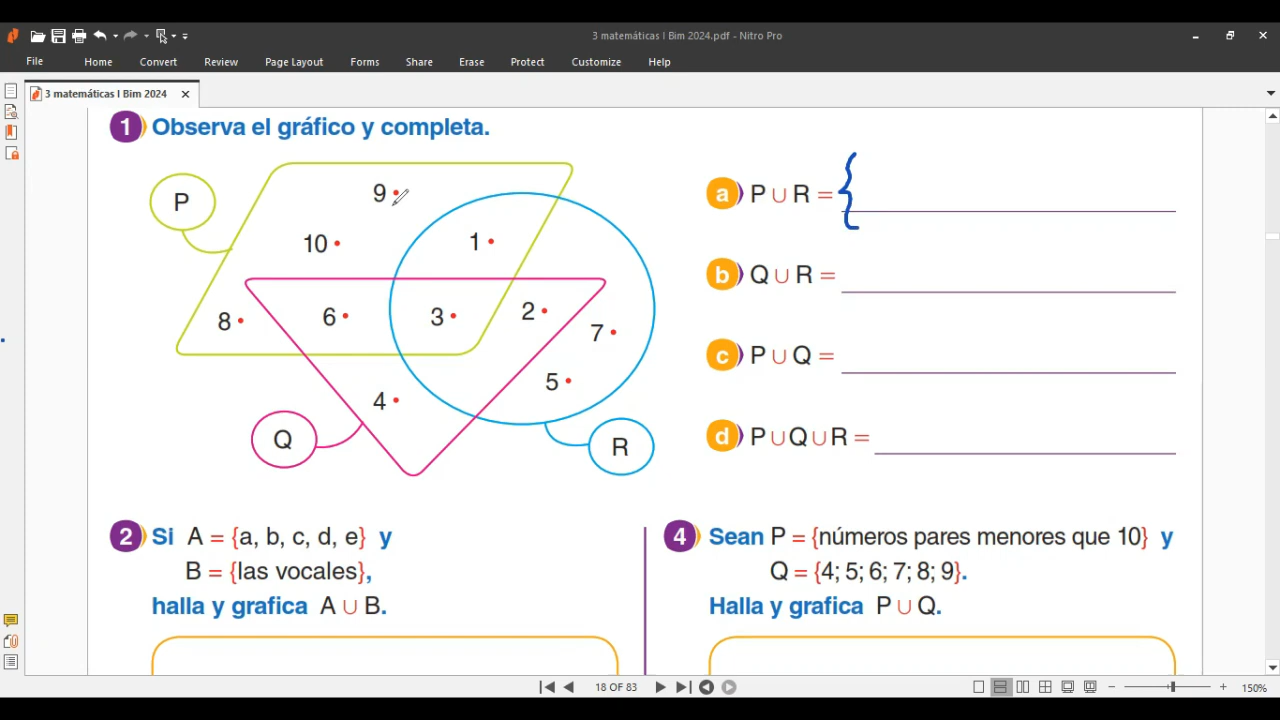 3 matemáticas I Bim 2024.pdf - Nitro Pro
File Home Convert Review Page Layout Forms Share Erase Protect Customize Help
3 matemáticas I Bim 2024
1 Observa el gráfico y completa.
P
9
10
1
8
6
3
2
7
5
4
Q
R
a) P ∪ R = {
b) Q ∪ R =
c) P ∪ Q =
d) P ∪ Q ∪ R =
2 Si A = {a, b, c, d, e} y
B = {las vocales},
halla y grafica A ∪ B.
4 Sean P = {números pares menores que 10} y
Q = {4; 5; 6; 7; 8; 9}.
Halla y grafica P ∪ Q.
18 OF 83
150%